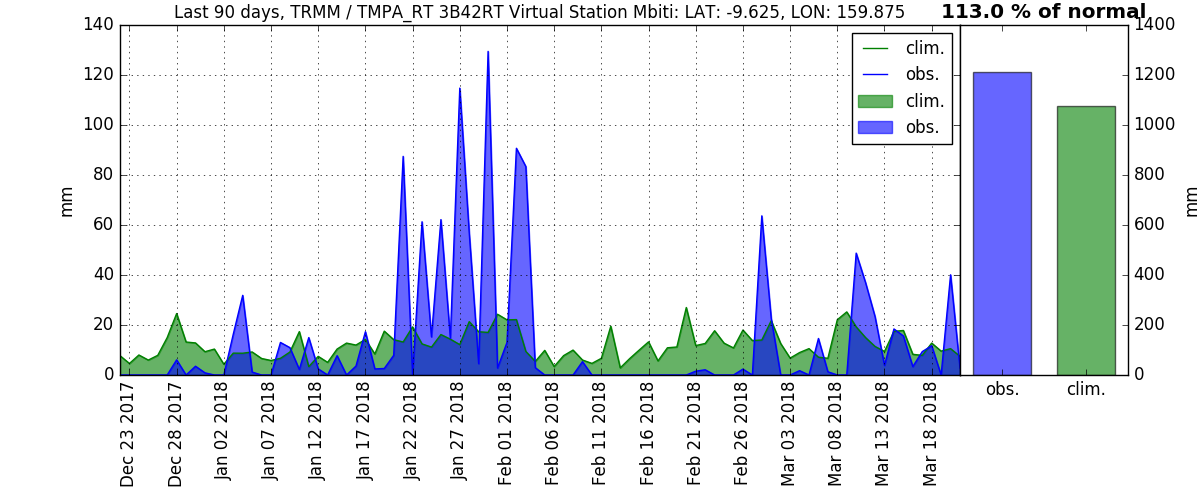 Last 90 days, TRMM / TMPA_RT 3B42RT Virtual Station Mbiti: LAT: -9.625, LON: 159.875
113.0 % of normal
mm
140
120
100
80
60
40
20
0
clim.
obs.
clim.
obs.
1400
1200
1000
800
600
400
200
0
mm
obs.
clim.
Dec 23 2017
Dec 28 2017
Jan 02 2018
Jan 07 2018
Jan 12 2018
Jan 17 2018
Jan 22 2018
Jan 27 2018
Feb 01 2018
Feb 06 2018
Feb 11 2018
Feb 16 2018
Feb 21 2018
Feb 26 2018
Mar 03 2018
Mar 08 2018
Mar 13 2018
Mar 18 2018